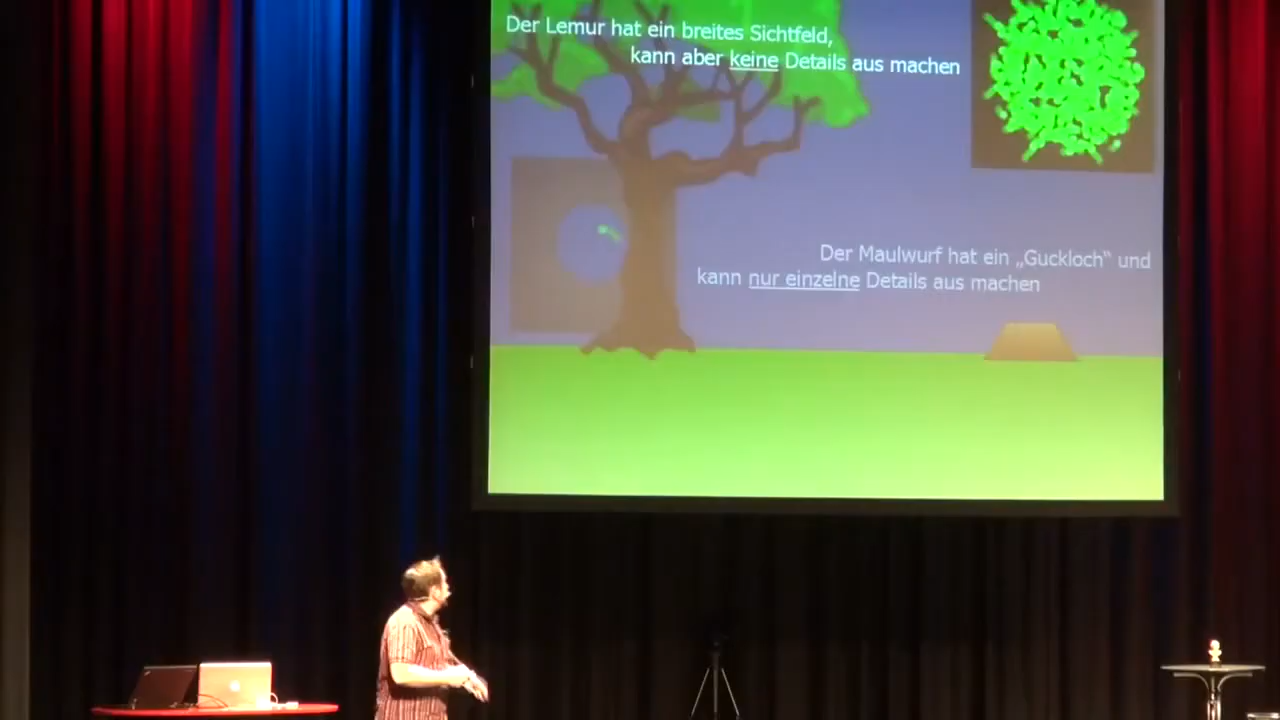 Der Lemur hat ein breites Sichtfeld,
kann aber keine Details aus machen
Der Maulwurf hat ein „Guckloch“ und
kann nur einzelne Details aus machen